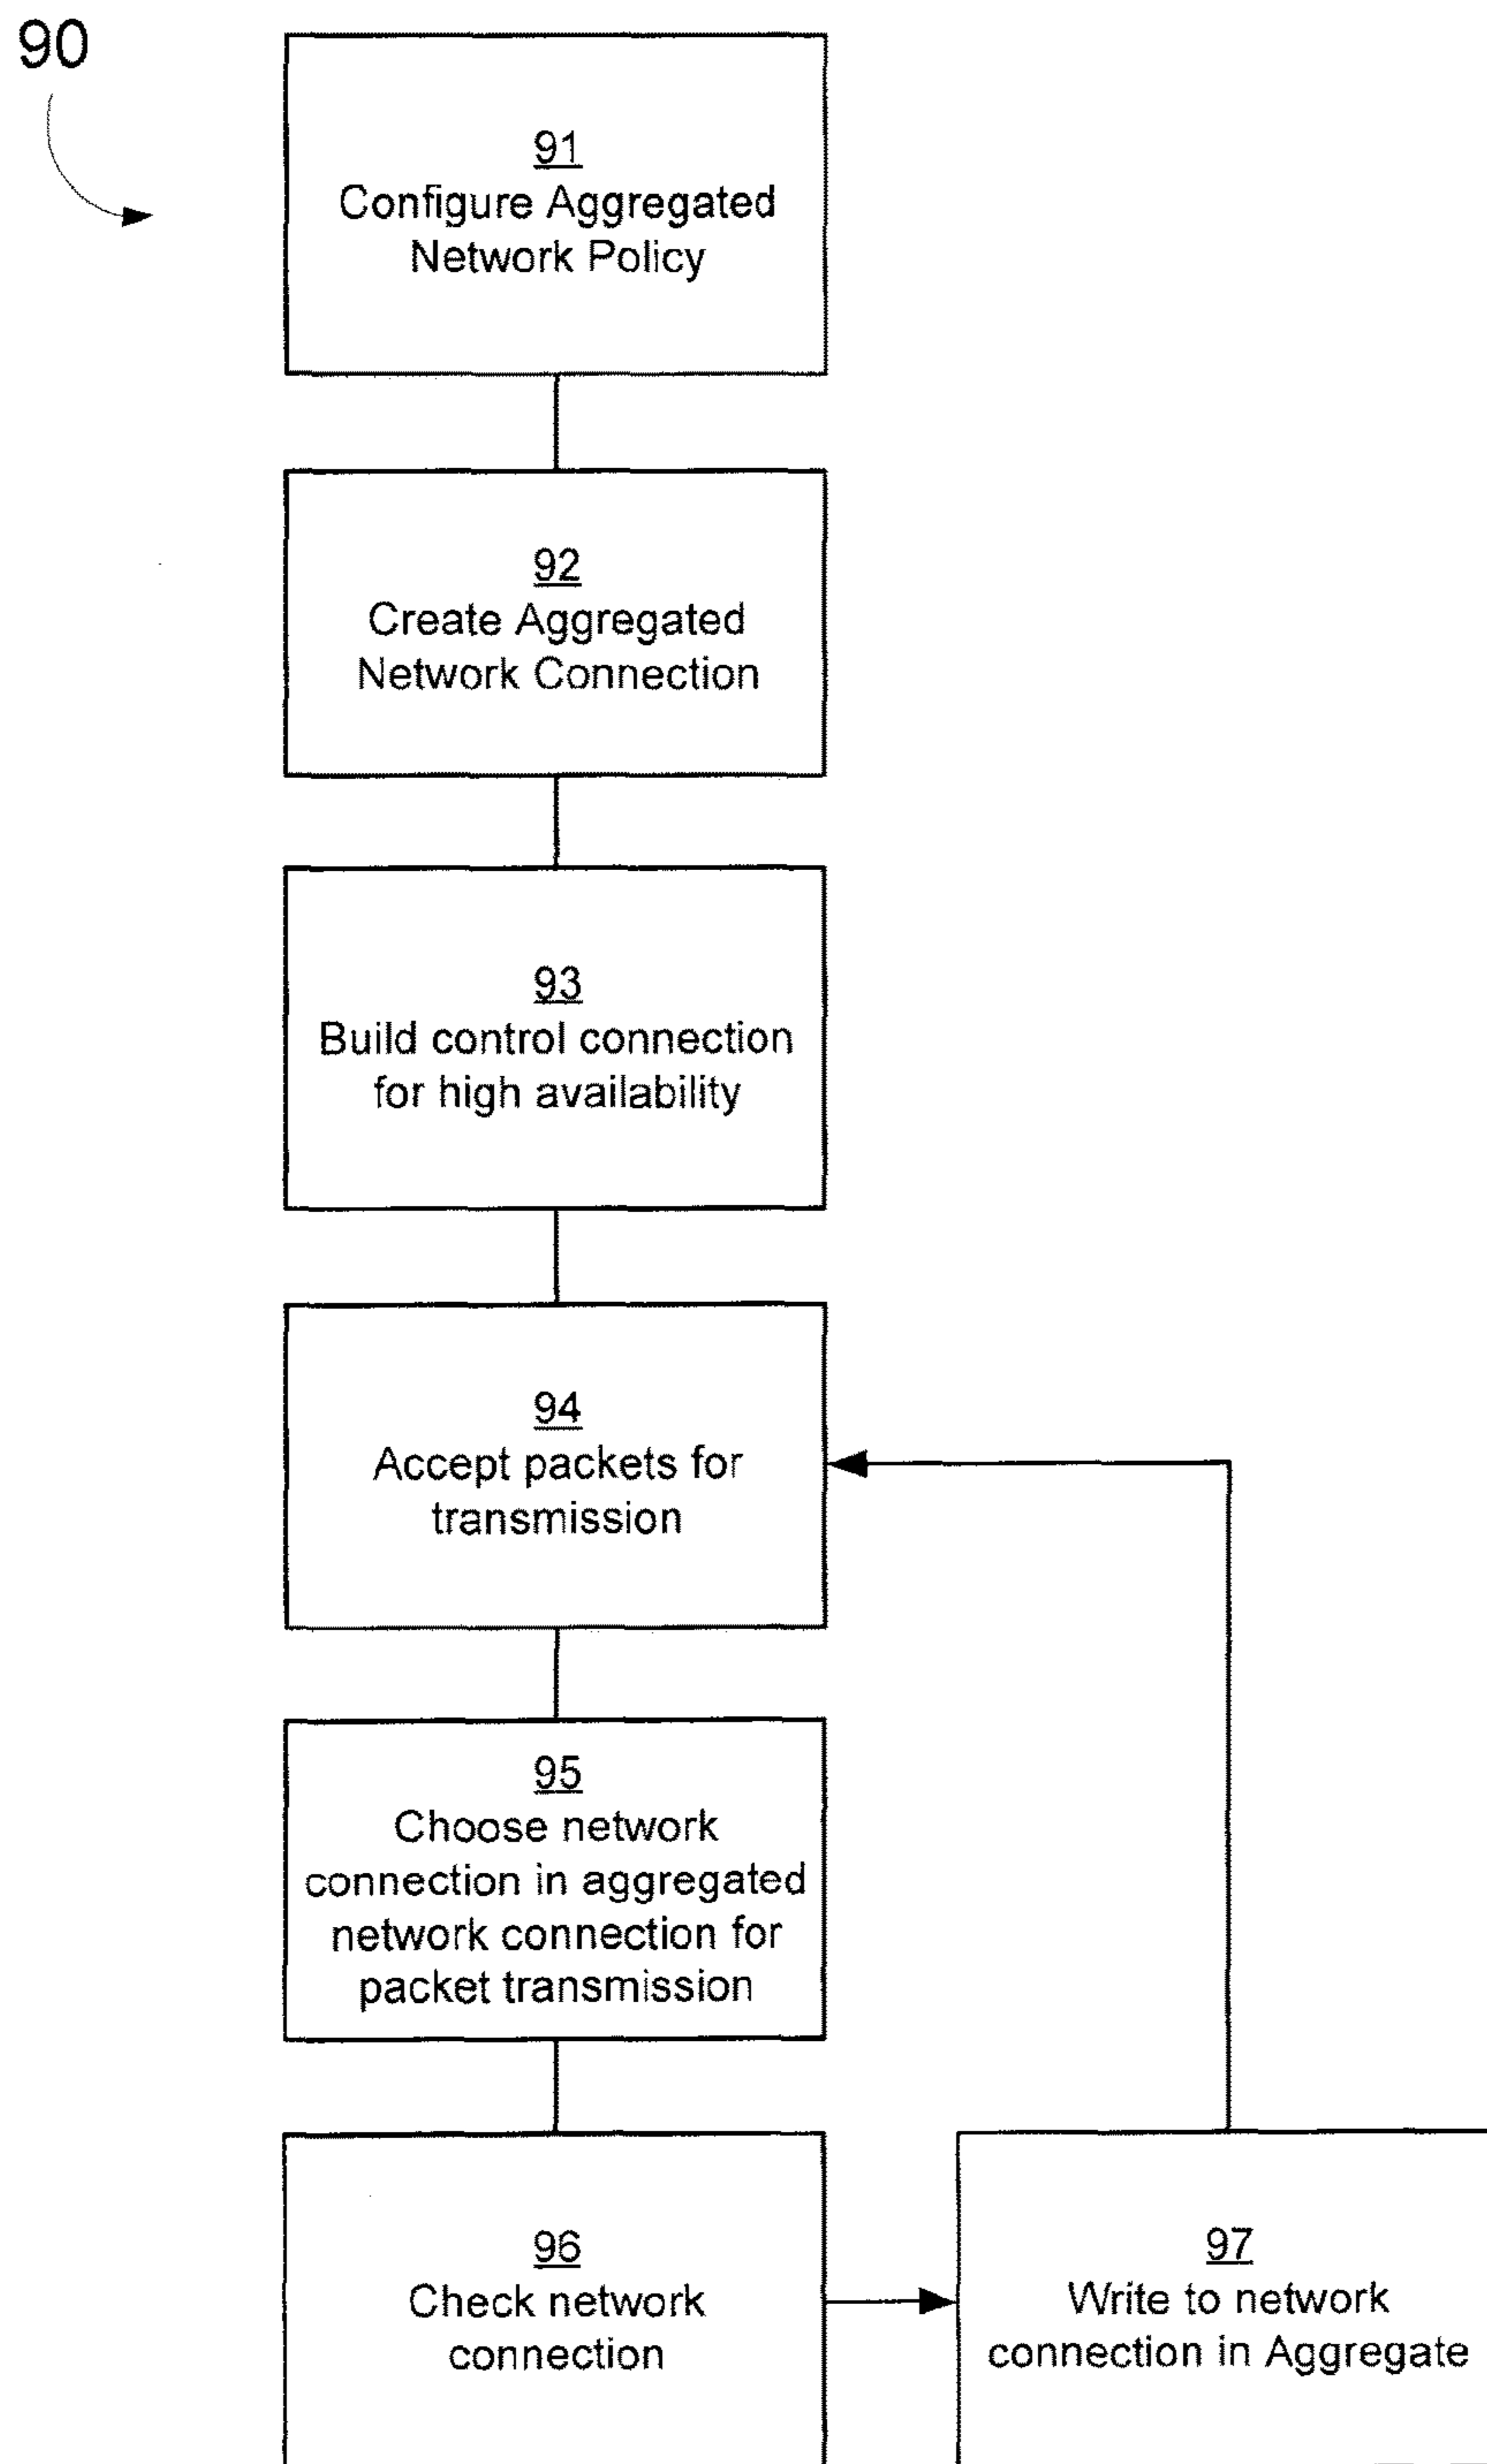 90
91
Configure Aggregated
Network Policy
92
Create Aggregated
Network Connection
93
Build control connection
for high availability
94
Accept packets for
transmission
95
Choose network
connection in aggregated
network connection for
packet transmission
96
Check network
connection
97
Write to network
connection in Aggregate